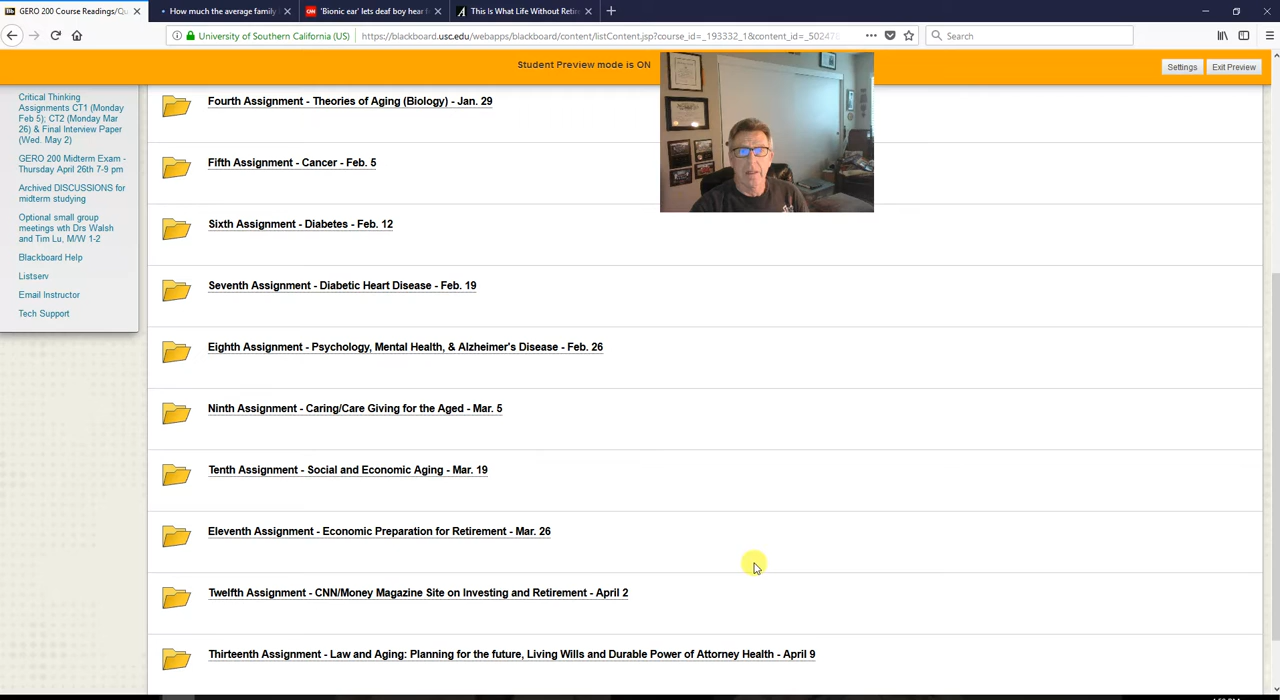 GERO 200 Course Readings/Qu
How much the average family
'Bionic ear' lets deaf boy hear f
This Is What Life Without Reti
University of Southern California (US)
https://blackboard.usc.edu/webapps/blackboard/content/listContent.jsp?course_id=_193332_1&content_id=_50247
Search
Student Preview mode is ON
Settings
Exit Preview
Critical Thinking
Assignments CT1 (Monday
Feb 5); CT2 (Monday Mar
26) & Final Interview Paper
(Wed. May 2)
GERO 200 Midterm Exam -
Thursday April 26th 7-9 pm
Archived DISCUSSIONS for
midterm studying
Optional small group
meetings wth Drs Walsh
and Tim Lu, M/W 1-2
Blackboard Help
Listserv
Email Instructor
Tech Support
Fourth Assignment - Theories of Aging (Biology) - Jan. 29
Fifth Assignment - Cancer - Feb. 5
Sixth Assignment - Diabetes - Feb. 12
Seventh Assignment - Diabetic Heart Disease - Feb. 19
Eighth Assignment - Psychology, Mental Health, & Alzheimer's Disease - Feb. 26
Ninth Assignment - Caring/Care Giving for the Aged - Mar. 5
Tenth Assignment - Social and Economic Aging - Mar. 19
Eleventh Assignment - Economic Preparation for Retirement - Mar. 26
Twelfth Assignment - CNN/Money Magazine Site on Investing and Retirement - April 2
Thirteenth Assignment - Law and Aging: Planning for the future, Living Wills and Durable Power of Attorney Health - April 9